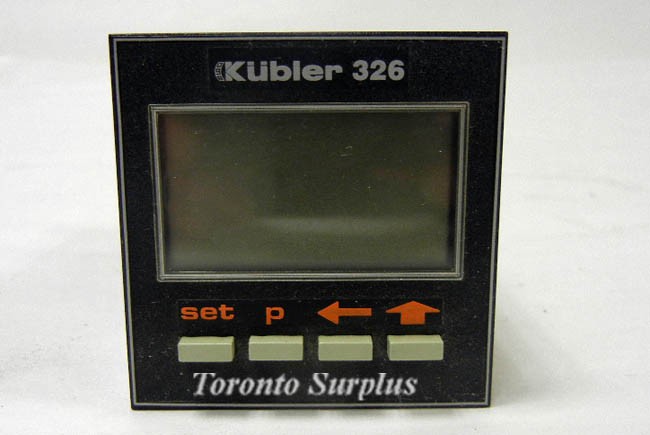 Kübler 326
set p
Toronto Surplus